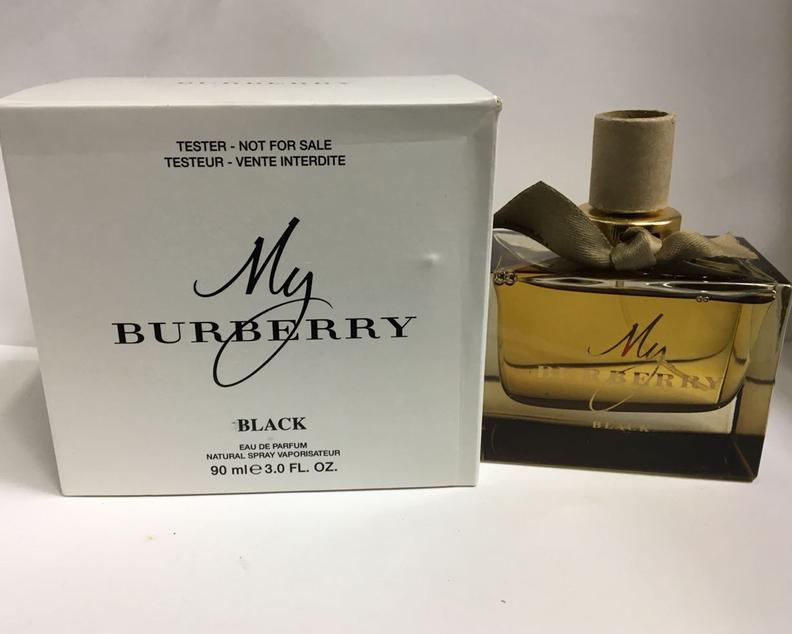 BURBERRY
TESTER - NOT FOR SALE
TESTEUR - VENTE INTERDITE
My
BURBERRY
BLACK
EAU DE PARFUM
NATURAL SPRAY VAPORISATEUR
90 ml ℮ 3.0 FL. OZ.
My
BURBERRY
BLACK